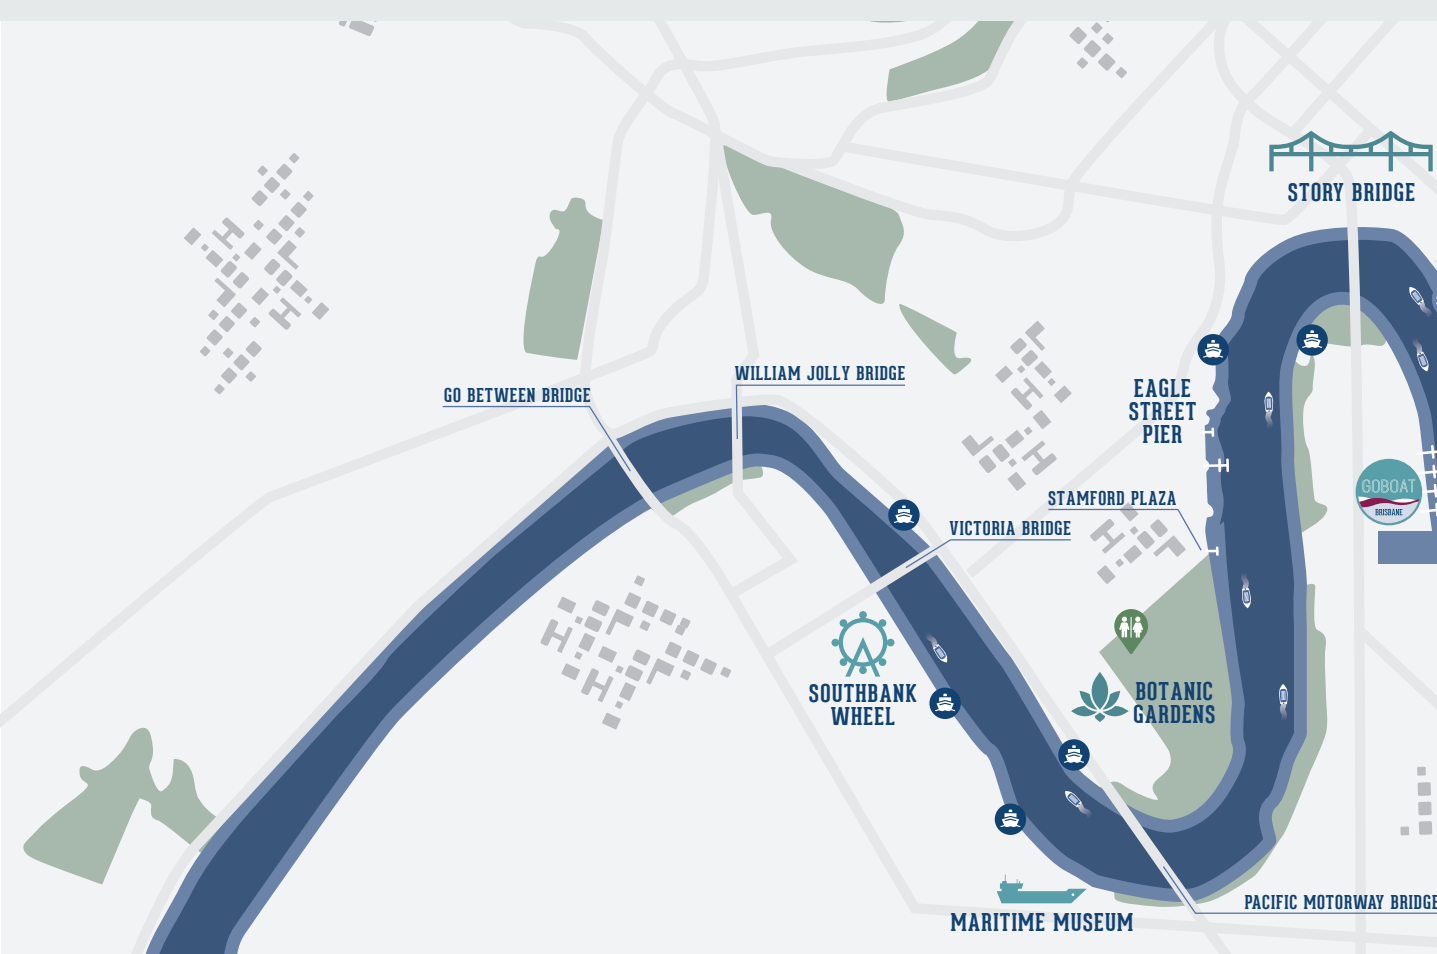 STORY BRIDGE
WILLIAM JOLLY BRIDGE
GO BETWEEN BRIDGE
EAGLE
STREET
PIER
GOBOAT
BRISBANE
STAMFORD PLAZA
VICTORIA BRIDGE
SOUTHBANK
WHEEL
BOTANIC
GARDENS
PACIFIC MOTORWAY BRIDGE
MARITIME MUSEUM